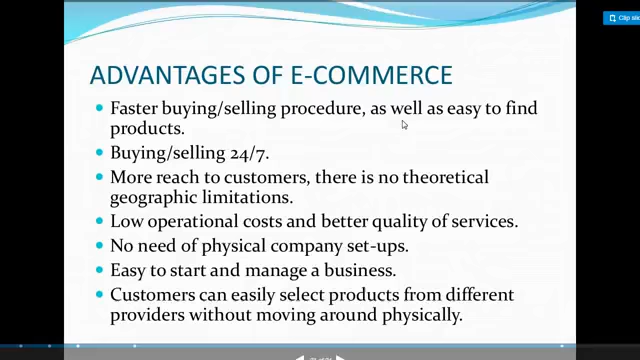 Clip slid
ADVANTAGES OF E-COMMERCE
• Faster buying/selling procedure, as well as easy to find
products.
• Buying/selling 24/7.
• More reach to customers, there is no theoretical
geographic limitations.
• Low operational costs and better quality of services.
• No need of physical company set-ups.
• Easy to start and manage a business.
• Customers can easily select products from different
providers without moving around physically.